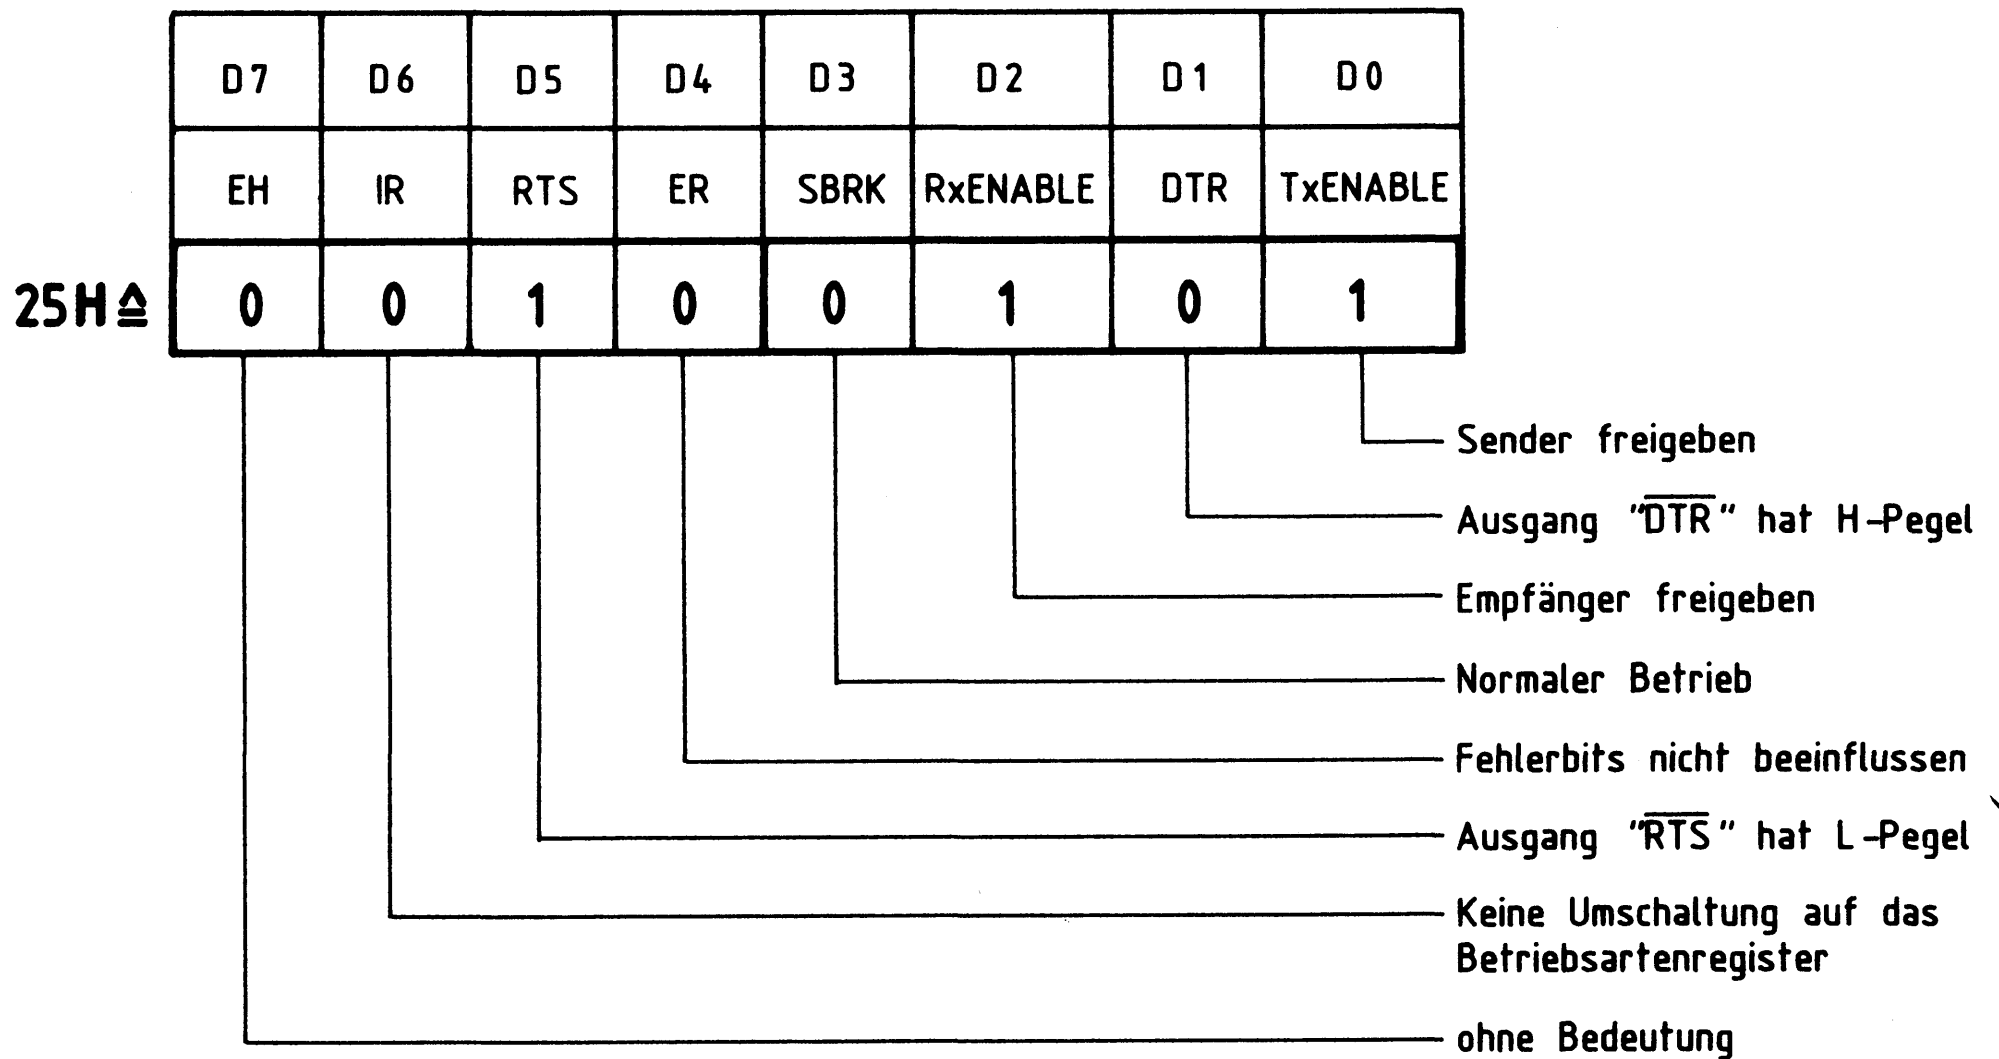 D7 D6 D5 D4 D3 D2 D1 D0
EH IR RTS ER SBRK RxENABLE DTR TxENABLE
25H≙ 0 0 1 0 0 1 0 1
Sender freigeben
Ausgang "D̅T̅R̅" hat H-Pegel
Empfänger freigeben
Normaler Betrieb
Fehlerbits nicht beeinflussen
Ausgang "R̅T̅S̅" hat L-Pegel
Keine Umschaltung auf das
Betriebsartenregister
ohne Bedeutung